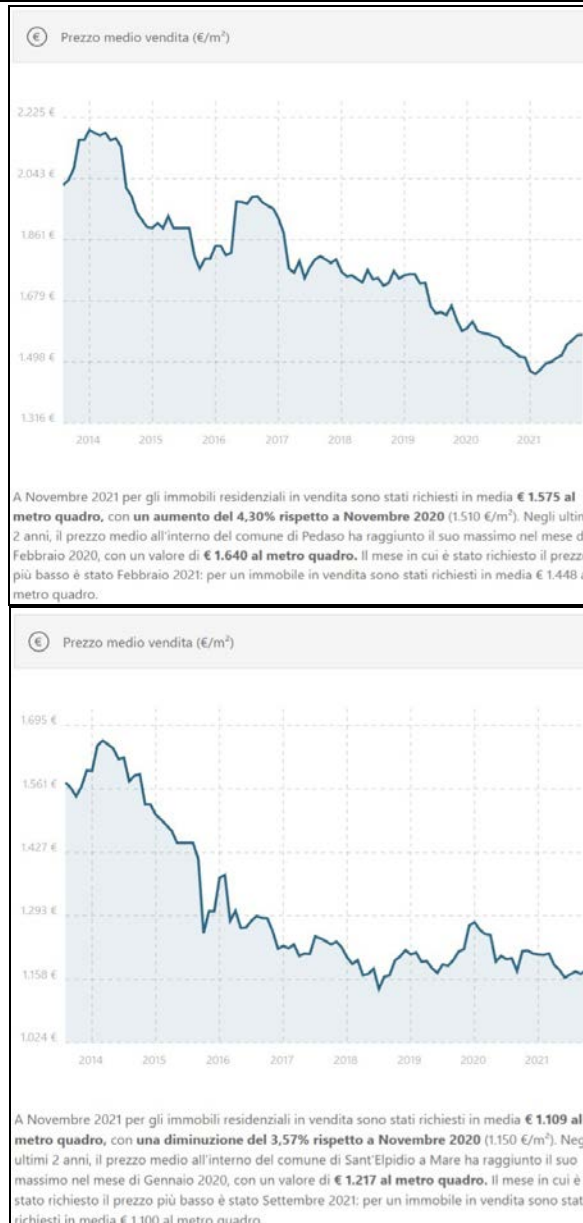 € Prezzo medio vendita (€/m²)
2.225 €
2.043 €
1.861 €
1.679 €
1.498 €
1.316 €
2014 2015 2016 2017 2018 2019 2020 2021
A Novembre 2021 per gli immobili residenziali in vendita sono stati richiesti in media € 1.575 al
metro quadro, con un aumento del 4,30% rispetto a Novembre 2020 (1.510 €/m²). Negli ultim
2 anni, il prezzo medio all'interno del comune di Pedaso ha raggiunto il suo massimo nel mese d
Febbraio 2020, con un valore di € 1.640 al metro quadro. Il mese in cui è stato richiesto il prezzo
più basso è stato Febbraio 2021: per un immobile in vendita sono stati richiesti in media € 1.448 a
metro quadro.
€ Prezzo medio vendita (€/m²)
1.695 €
1.561 €
1.427 €
1.293 €
1.158 €
1.024 €
2014 2015 2016 2017 2018 2019 2020 2021
A Novembre 2021 per gli immobili residenziali in vendita sono stati richiesti in media € 1.109 al
metro quadro, con una diminuzione del 3,57% rispetto a Novembre 2020 (1.150 €/m²). Neg
ultimi 2 anni, il prezzo medio all'interno del comune di Sant'Elpidio a Mare ha raggiunto il suo
massimo nel mese di Gennaio 2020, con un valore di € 1.217 al metro quadro. Il mese in cui è
stato richiesto il prezzo più basso è stato Settembre 2021: per un immobile in vendita sono stat
richiesti in media € 1.100 al metro quadro.